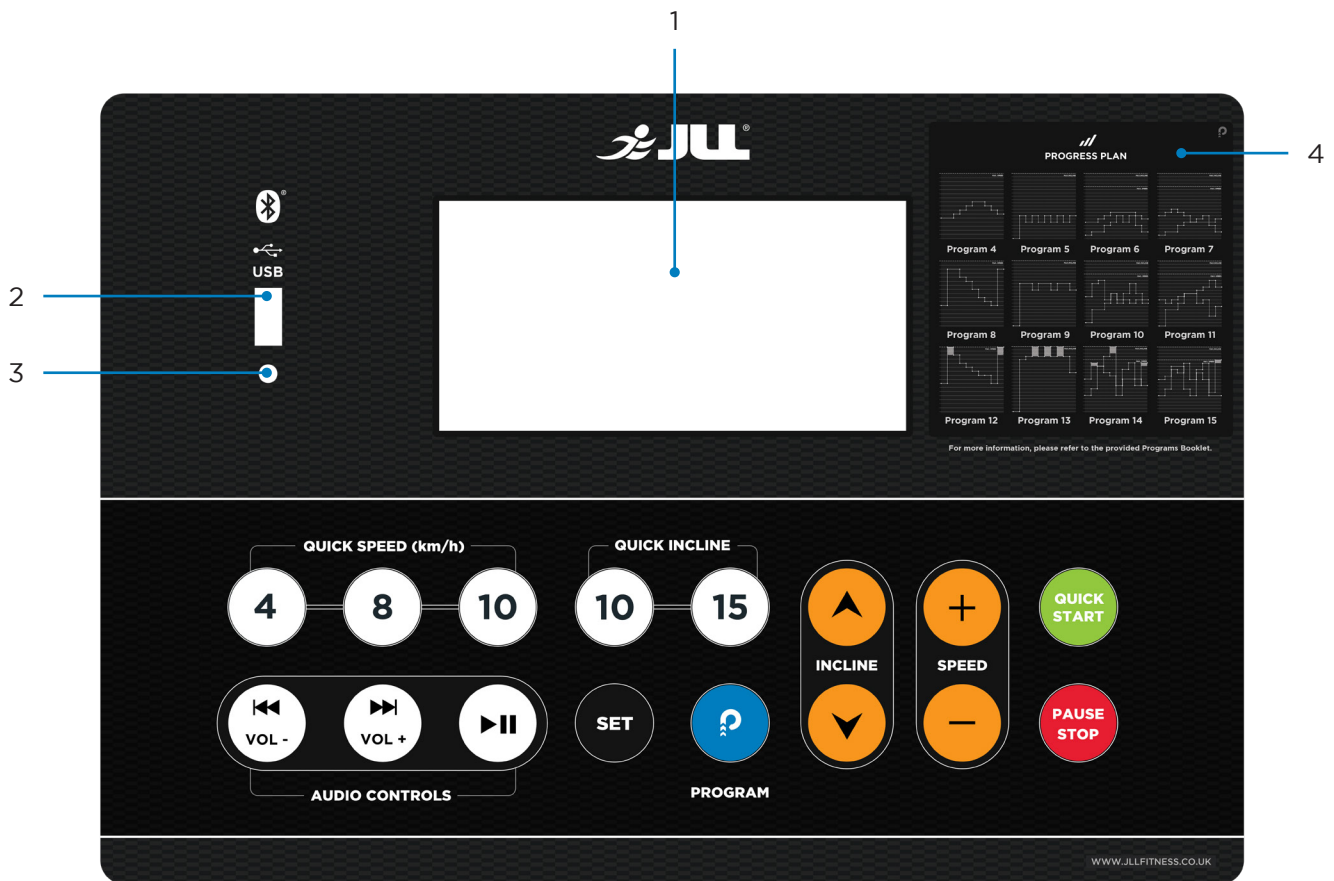 1
JLL®
PROGRESS PLAN
4
USB
2
3
Program 4 Program 5 Program 6 Program 7
Program 8 Program 9 Program 10 Program 11
Program 12 Program 13 Program 14 Program 15
For more information, please refer to the provided Programs Booklet.
QUICK SPEED (km/h)
QUICK INCLINE
4 8 10
10 15
QUICK
START
INCLINE
SPEED
VOL -
VOL +
SET
PAUSE
STOP
AUDIO CONTROLS
PROGRAM
WWW.JLLFITNESS.CO.UK